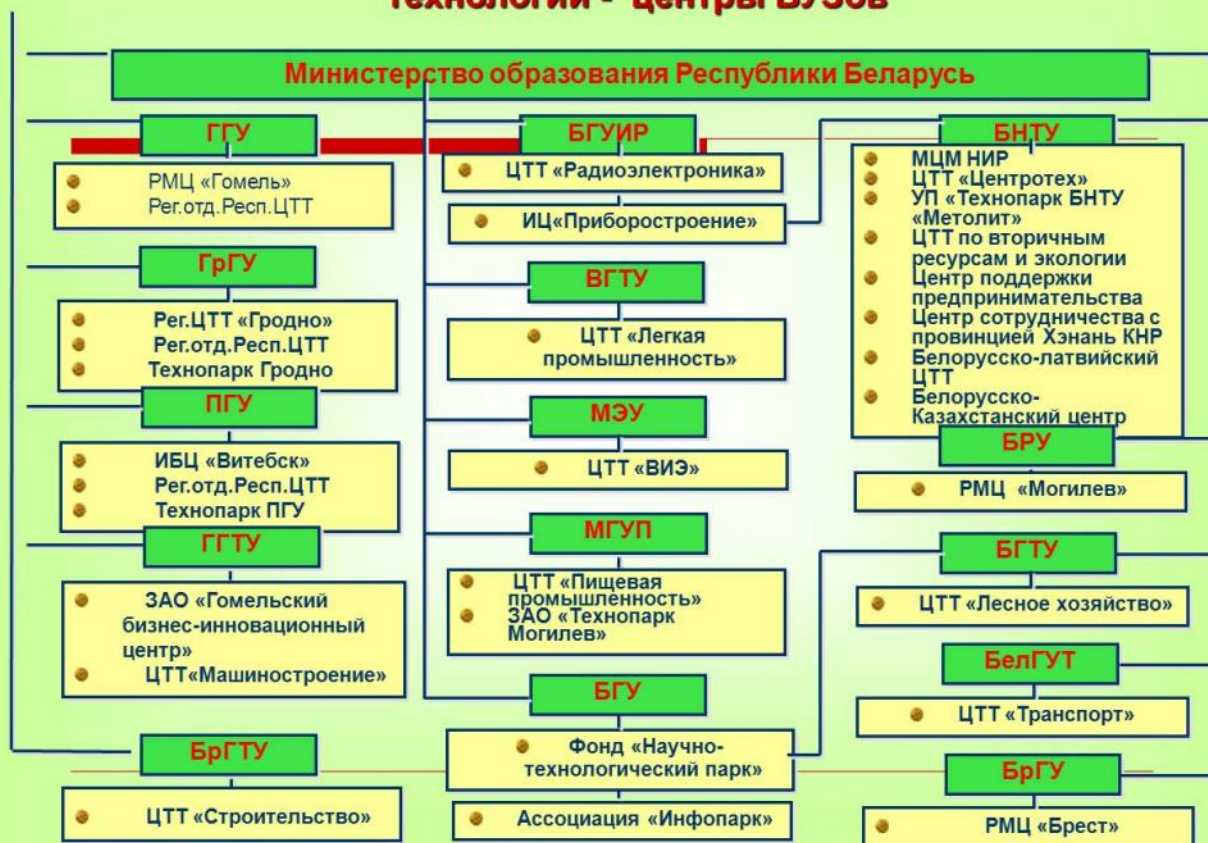 технологий - центры ВУЗов
Министерство образования Республики Беларусь
ГГУ
РМЦ «Гомель»
Рег.отд.Респ.ЦТТ
ГрГУ
Рег.ЦТТ «Гродно»
Рег.отд.Респ.ЦТТ
Технопарк Гродно
ПГУ
ИБЦ «Витебск»
Рег.отд.Респ.ЦТТ
Технопарк ПГУ
ГГТУ
ЗАО «Гомельский
бизнес-инновационный
центр»
ЦТТ«Машиностроение»
БрГТУ
ЦТТ «Строительство»
БГУИР
ЦТТ «Радиоэлектроника»
ИЦ«Приборостроение»
ВГТУ
ЦТТ «Легкая
промышленность»
МЭУ
ЦТТ «ВИЭ»
МГУП
ЦТТ «Пищевая
промышленность»
ЗАО «Технопарк
Могилев»
БГУ
Фонд «Научно-
технологический парк»
Ассоциация «Инфопарк»
БНТУ
МЦМ НИР
ЦТТ «Центротех»
УП «Технопарк БНТУ
«Метолит»
ЦТТ по вторичным
ресурсам и экологии
Центр поддержки
предпринимательства
Центр сотрудничества с
провинцией Хэнань КНР
Белорусско-латвийский
ЦТТ
Белорусско-
Казахстанский центр
БРУ
РМЦ «Могилев»
БГТУ
ЦТТ «Лесное хозяйство»
БелГУТ
ЦТТ «Транспорт»
БрГУ
РМЦ «Брест»